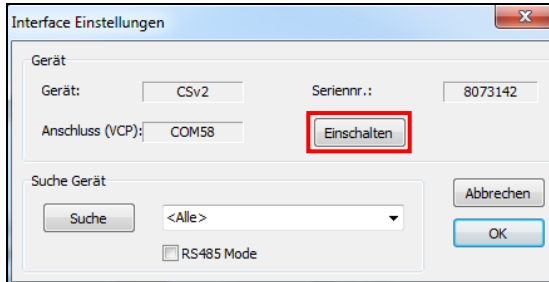 Interface Einstellungen
Gerät
Gerät: CSv2 Seriennr.: 8073142
Anschluss (VCP): COM58 Einschalten
Suche Gerät
Abbrechen
Suche <Alle>
OK
RS485 Mode